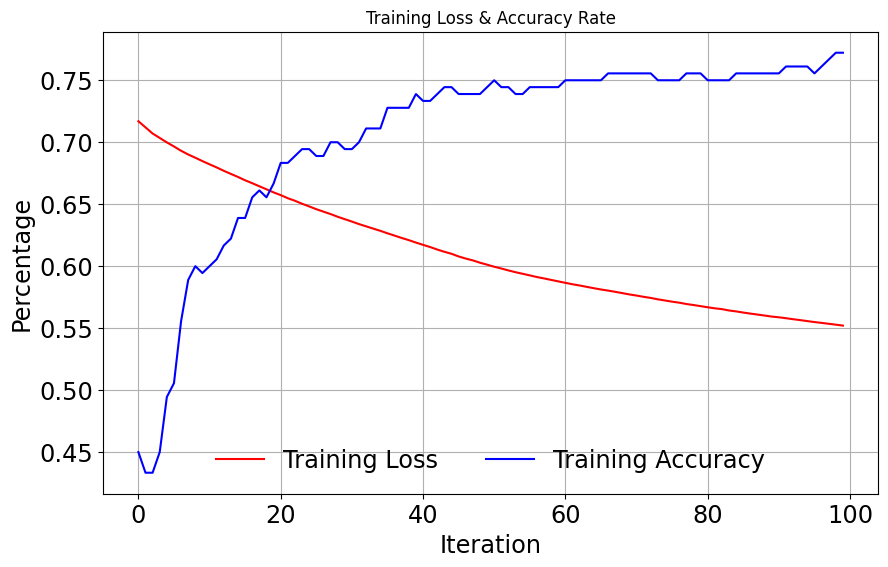 Training Loss & Accuracy Rate
Percentage
0.75
0.70
0.65
0.60
0.55
0.50
0.45
Training Loss
Training Accuracy
0 20 40 60 80 100
Iteration